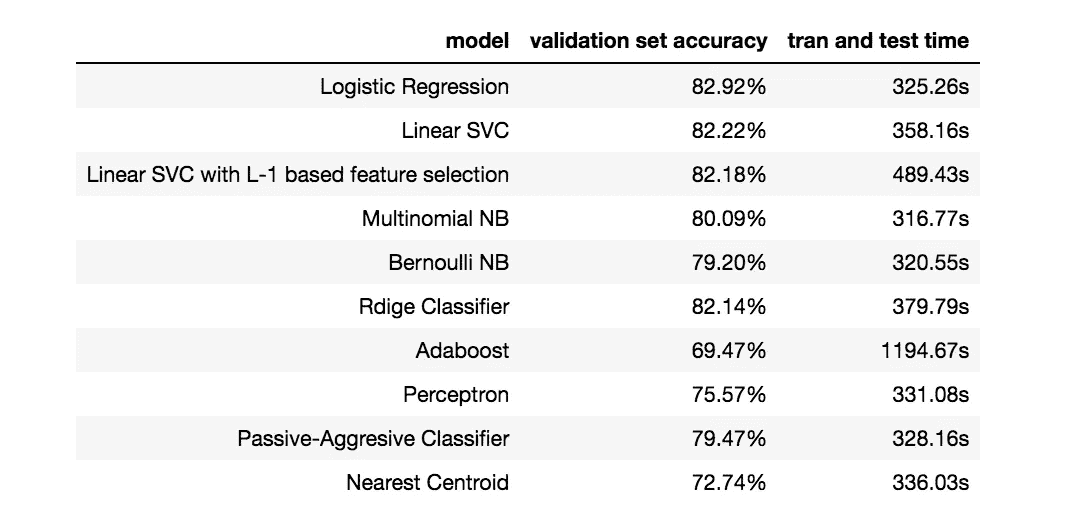 model validation set accuracy tran and test time
Logistic Regression 82.92% 325.26s
Linear SVC 82.22% 358.16s
Linear SVC with L-1 based feature selection 82.18% 489.43s
Multinomial NB 80.09% 316.77s
Bernoulli NB 79.20% 320.55s
Rdige Classifier 82.14% 379.79s
Adaboost 69.47% 1194.67s
Perceptron 75.57% 331.08s
Passive-Aggresive Classifier 79.47% 328.16s
Nearest Centroid 72.74% 336.03s